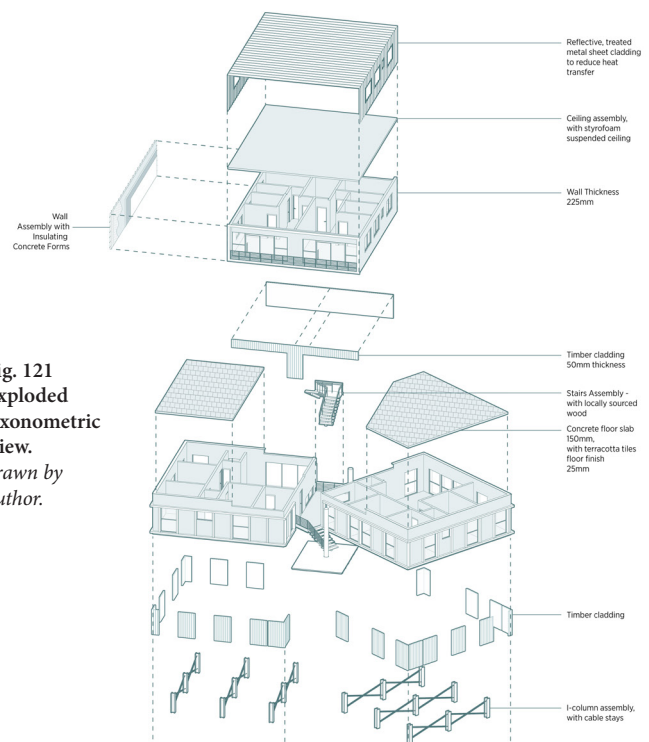 Reflective, treated
metal sheet cladding
to reduce heat
transfer
Ceiling assembly,
with styrofoam
suspended ceiling
Wall Thickness
225mm
Wall
Assembly with
Insulating
Concrete Forms
ig. 121
xploded
xonometric
iew.
rawn by
uthor.
Timber cladding
50mm thickness
Stairs Assembly -
with locally sourced
wood
Concrete floor slab
150mm,
with terracotta tiles
floor finish
25mm
Timber cladding
I-column assembly,
with cable stays